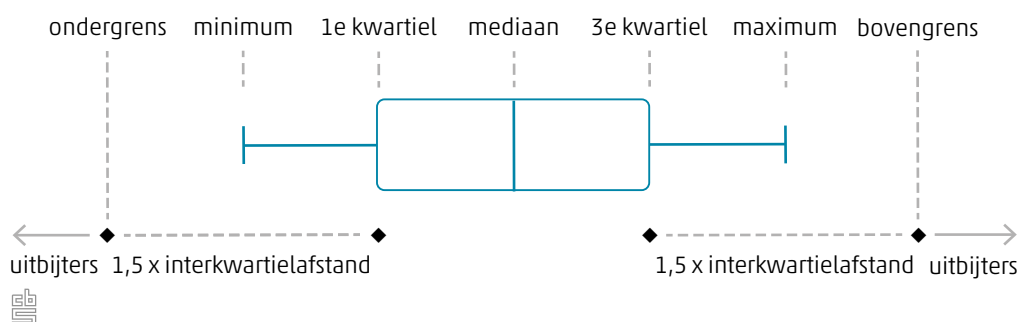 ondergrens minimum 1e kwartiel mediaan 3e kwartiel maximum bovengrens
uitbijters 1,5 x interkwartielafstand 1,5 x interkwartielafstand uitbijters